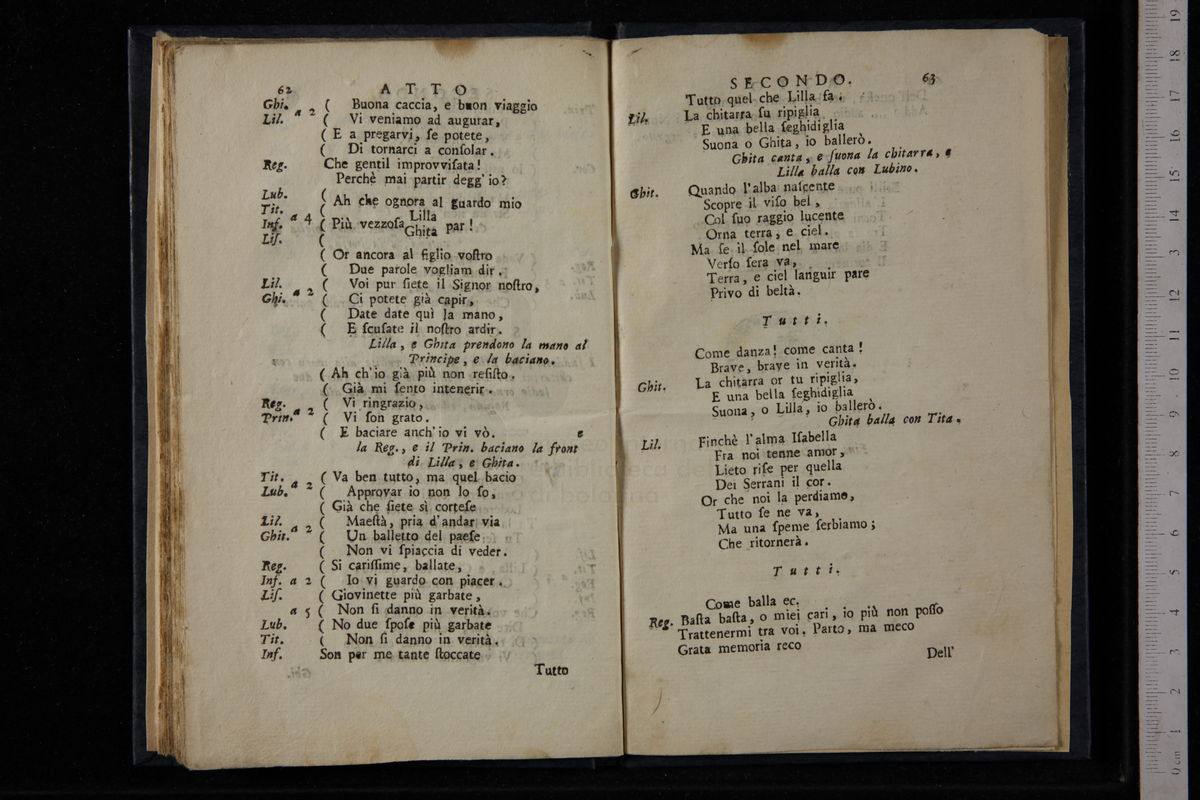 62 ATTO
Ghi. a 2 ( Buona caccia, e buon viaggio
Lil. ( Vi veniamo ad augurar,
( E a pregarvi, ſe potete,
( Di tornarci a conſolar.
Reg. Che gentil improvviſata!
Perchè mai partir degg'io?
Lub. ( Ah che ognora al guardo mio
Tit. a 4 (
Inf. ( Più vezzoſa Lilla Ghita par!
Liſ. (
( Or ancora al figlio voſtro
( Due parole vogliam dir.
Lil. a 2 ( Voi pur ſiete il Signor noſtro,
Ghi. ( Ci potete già capir,
( Date date quì la mano,
( E ſcuſate il noſtro ardir.
Lilla, e Ghita prendono la mano al
Principe, e la baciano.
( Ah ch'io già più non reſiſto.
( Già mi ſento intenerir.
Reg. a 2 ( Vi ringrazio,
Prin. ( Vi ſon grato.
( E baciare anch'io vi vò. e
la Reg., e il Prin. baciano la front
di Lilla, e Ghita.
Tit. a 2 ( Va ben tutto, ma quel bacio
Lub. ( Approvar io non lo ſo,
( Già che ſiete sì corteſe
Lil. a 2 ( Maeſtà, pria d'andar via
Ghit. ( Un balletto del paeſe
( Non vi ſpiaccia di veder.
Reg. ( Si cariſſime, ballate,
Inf. a 2 ( Io vi guardo con piacer.
Liſ. ( Giovinette più garbate,
a 5 ( Non ſi danno in verità.
Lub. ( No due ſpoſe più garbate
Tit. ( Non ſi danno in verità.
Inf. Son per me tante ſtoccate
Tutto
SECONDO. 63
Tutto quel che Lilla fa.
Lil. La chitarra ſu ripiglia
E una bella ſeghidiglia
Suona o Ghita, io ballerò.
Ghita canta, e ſuona la chitarra, e
Lilla balla con Lubino.
Ghit. Quando l'alba naſcente
Scopre il viſo bel,
Col ſuo raggio lucente
Orna terra, e ciel.
Ma ſe il ſole nel mare
Verſo ſera va,
Terra, e ciel languir pare
Privo di beltà.
Tutti.
Come danza! come canta!
Brave, brave in verità.
Ghit. La chitarra or tu ripiglia,
E una bella ſeghidiglia
Suona, o Lilla, io ballerò.
Ghita balla con Tita.
Lil. Finchè l'alma Iſabella
Fra noi tenne amor,
Lieto riſe per quella
Dei Serrani il cor.
Or che noi la perdiamo,
Tutto ſe ne va,
Ma una ſpeme ſerbiamo;
Che ritornerà.
Tutti.
Come balla ec.
Reg. Baſta baſta, o miei cari, io più non poſſo
Trattenermi tra voi. Parto, ma meco
Grata memoria reco
Dell'